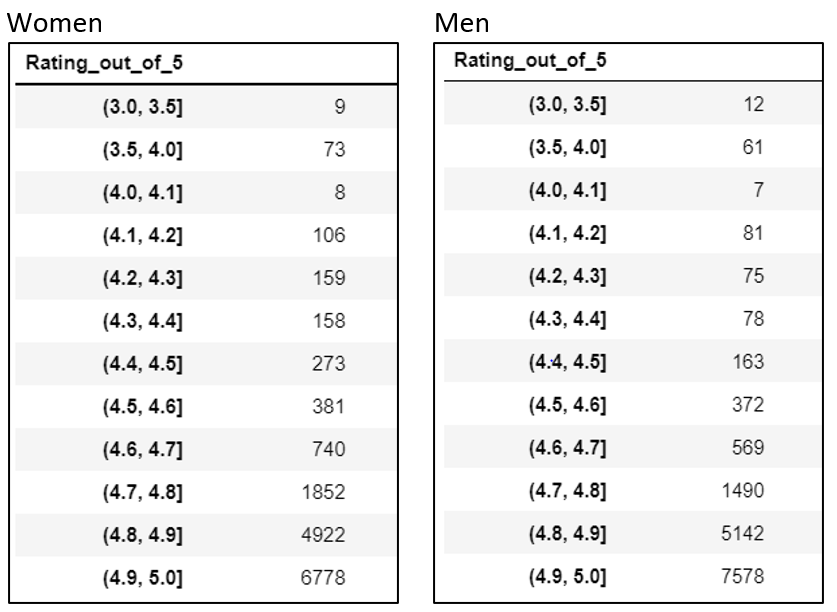 Women
Rating_out_of_5
(3.0, 3.5] 9
(3.5, 4.0] 73
(4.0, 4.1] 8
(4.1, 4.2] 106
(4.2, 4.3] 159
(4.3, 4.4] 158
(4.4, 4.5] 273
(4.5, 4.6] 381
(4.6, 4.7] 740
(4.7, 4.8] 1852
(4.8, 4.9] 4922
(4.9, 5.0] 6778
Men
Rating_out_of_5
(3.0, 3.5] 12
(3.5, 4.0] 61
(4.0, 4.1] 7
(4.1, 4.2] 81
(4.2, 4.3] 75
(4.3, 4.4] 78
(4.4, 4.5] 163
(4.5, 4.6] 372
(4.6, 4.7] 569
(4.7, 4.8] 1490
(4.8, 4.9] 5142
(4.9, 5.0] 7578